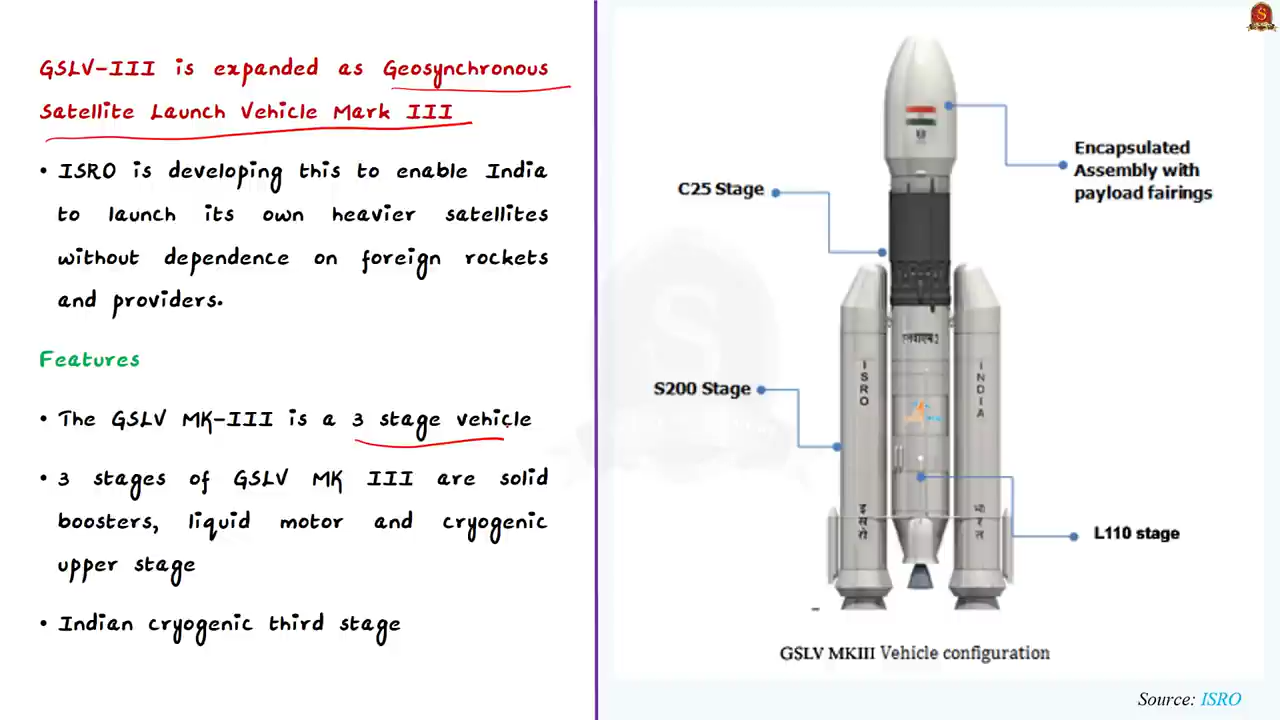 GSLV-III is expanded as Geosynchronous
Satellite Launch Vehicle Mark III
• ISRO is developing this to enable India
to launch its own heavier satellites
without dependence on foreign rockets
and providers.
Features
• The GSLV MK-III is a 3 stage vehicle
• 3 stages of GSLV MK III are solid
boosters, liquid motor and cryogenic
upper stage
• Indian cryogenic third stage
Encapsulated
Assembly with
payload fairings
C25 Stage
S200 Stage
L110 stage
ISRO
INDIA
इसरो
भारत
GSLV MKIII Vehicle configuration
Source: ISRO